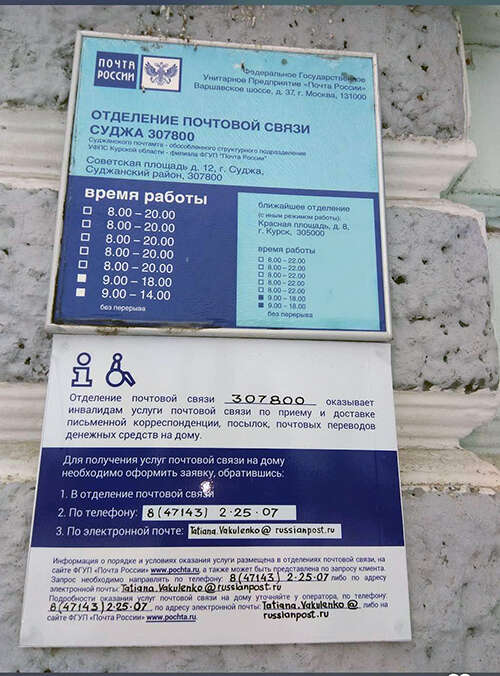 ПОЧТА
РОССИИ
Федеральное Государственное
Унитарное Предприятие «Почта России»
Варшавское шоссе, д. 37, г. Москва, 131000
ОТДЕЛЕНИЕ ПОЧТОВОЙ СВЯЗИ
СУДЖА 307800
Суджанского почтамта - обособленного структурного подразделения
УФПС Курской области - филиала ФГУП "Почта России"
Советская площадь д. 12, г. Суджа,
Суджанский район, 307800
время работы
8.00 – 20.00
8.00 – 20.00
8.00 – 20.00
8.00 – 20.00
8.00 – 20.00
9.00 – 18.00
9.00 – 14.00
без перерыва
ближайшее отделение
(с иным режимом работы):
Красная площадь, д. 8,
г. Курск, 305000
время работы
8.00 – 22.00
8.00 – 22.00
8.00 – 22.00
8.00 – 22.00
8.00 – 22.00
9.00 – 18.00
9.00 – 18.00
без перерыва
Отделение почтовой связи 307800 оказывает
инвалидам услуги почтовой связи по приему и доставке
письменной корреспонденции, посылок, почтовых переводов
денежных средств на дому.
Для получения услуг почтовой связи на дому
необходимо оформить заявку, обратившись:
1. В отделение почтовой связи
2. По телефону: 8(47143) 2-25-07
3. По электронной почте: Tatiana.Vakulenko@russianpost.ru
Информация о порядке и условиях оказания услуги размещена в отделениях почтовой связи, на
сайте ФГУП «Почта России» www.pochta.ru, а также может быть представлена по запросу клиента.
Запрос необходимо направлять по телефону: 8(47143) 2-25-07 либо по адресу
электронной почты: Tatiana.Vakulenko@russianpost.ru
Подробности оказания услуг почтовой связи на дому уточняйте у оператора, по телефону:
8(47143) 2-25-07, по адресу электронной почты: Tatiana.Vakulenko@ либо на
сайте ФГУП «Почта России» www.pochta.ru. russianpost.ru